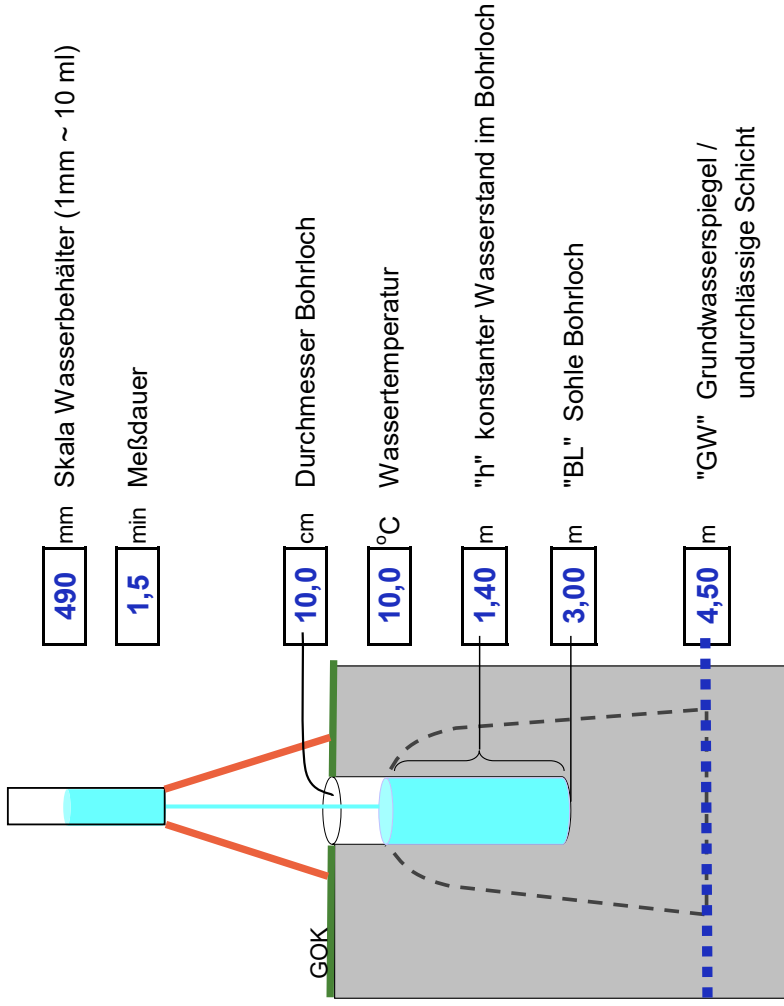 490 mm Skala Wasserbehälter (1mm ~ 10 ml)
1,5 min Meßdauer
10,0 cm Durchmesser Bohrloch
10,0 °C Wassertemperatur
1,40 m "h" konstanter Wasserstand im Bohrloch
3,00 m "BL" Sohle Bohrloch
4,50 m "GW" Grundwasserspiegel /
undurchlässige Schicht
GOK